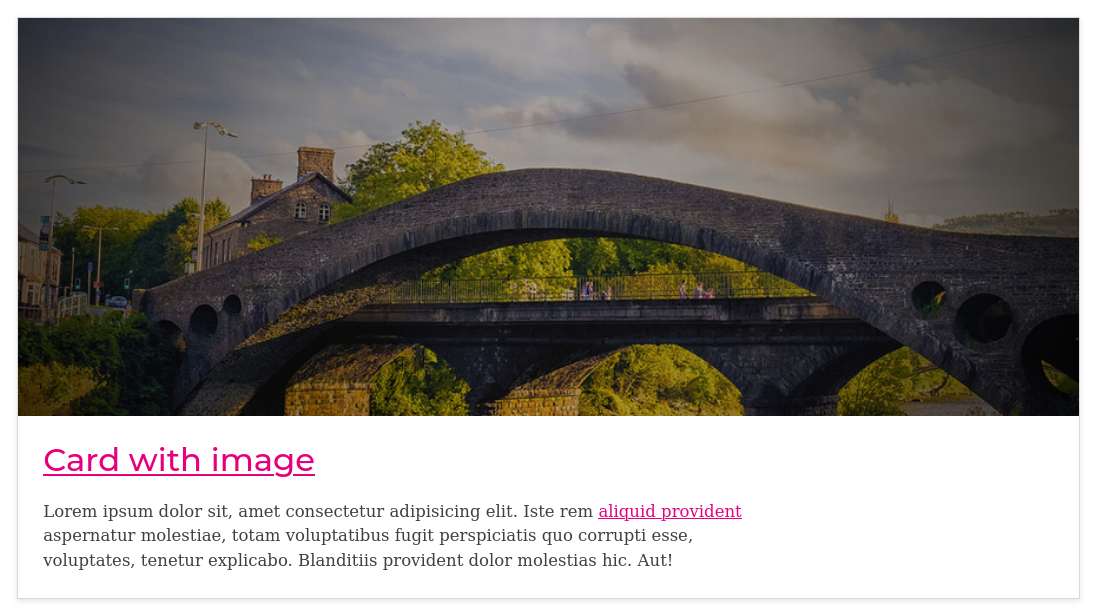 Card with image
Lorem ipsum dolor sit, amet consectetur adipisicing elit. Iste rem aliquid provident
aspernatur molestiae, totam voluptatibus fugit perspiciatis quo corrupti esse,
voluptates, tenetur explicabo. Blanditiis provident dolor molestias hic. Aut!